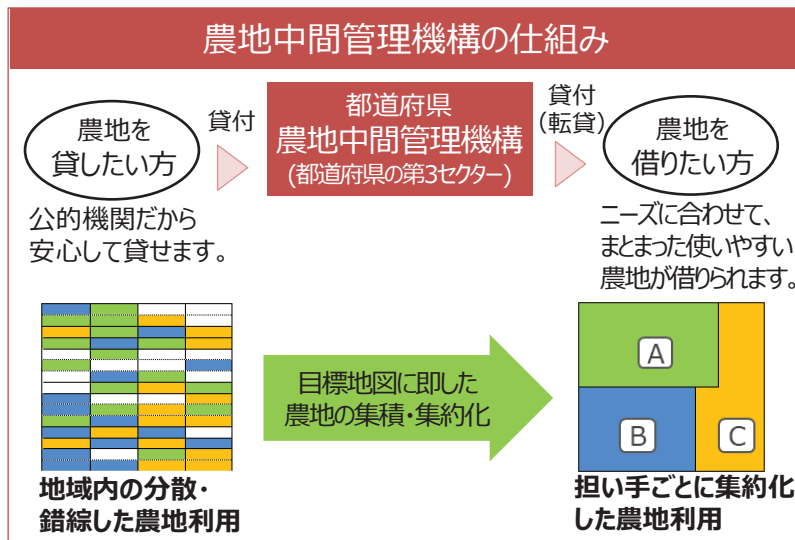 農地中間管理機構の仕組み
農地を
貸したい方
貸付
都道府県
農地中間管理機構
(都道府県の第3セクター)
貸付
(転貸)
農地を
借りたい方
公的機関だから
安心して貸せます。
ニーズに合わせて、
まとまった使いやすい
農地が借りられます。
目標地図に即した
農地の集積・集約化
A
B
C
地域内の分散・
錯綜した農地利用
担い手ごとに集約化
した農地利用